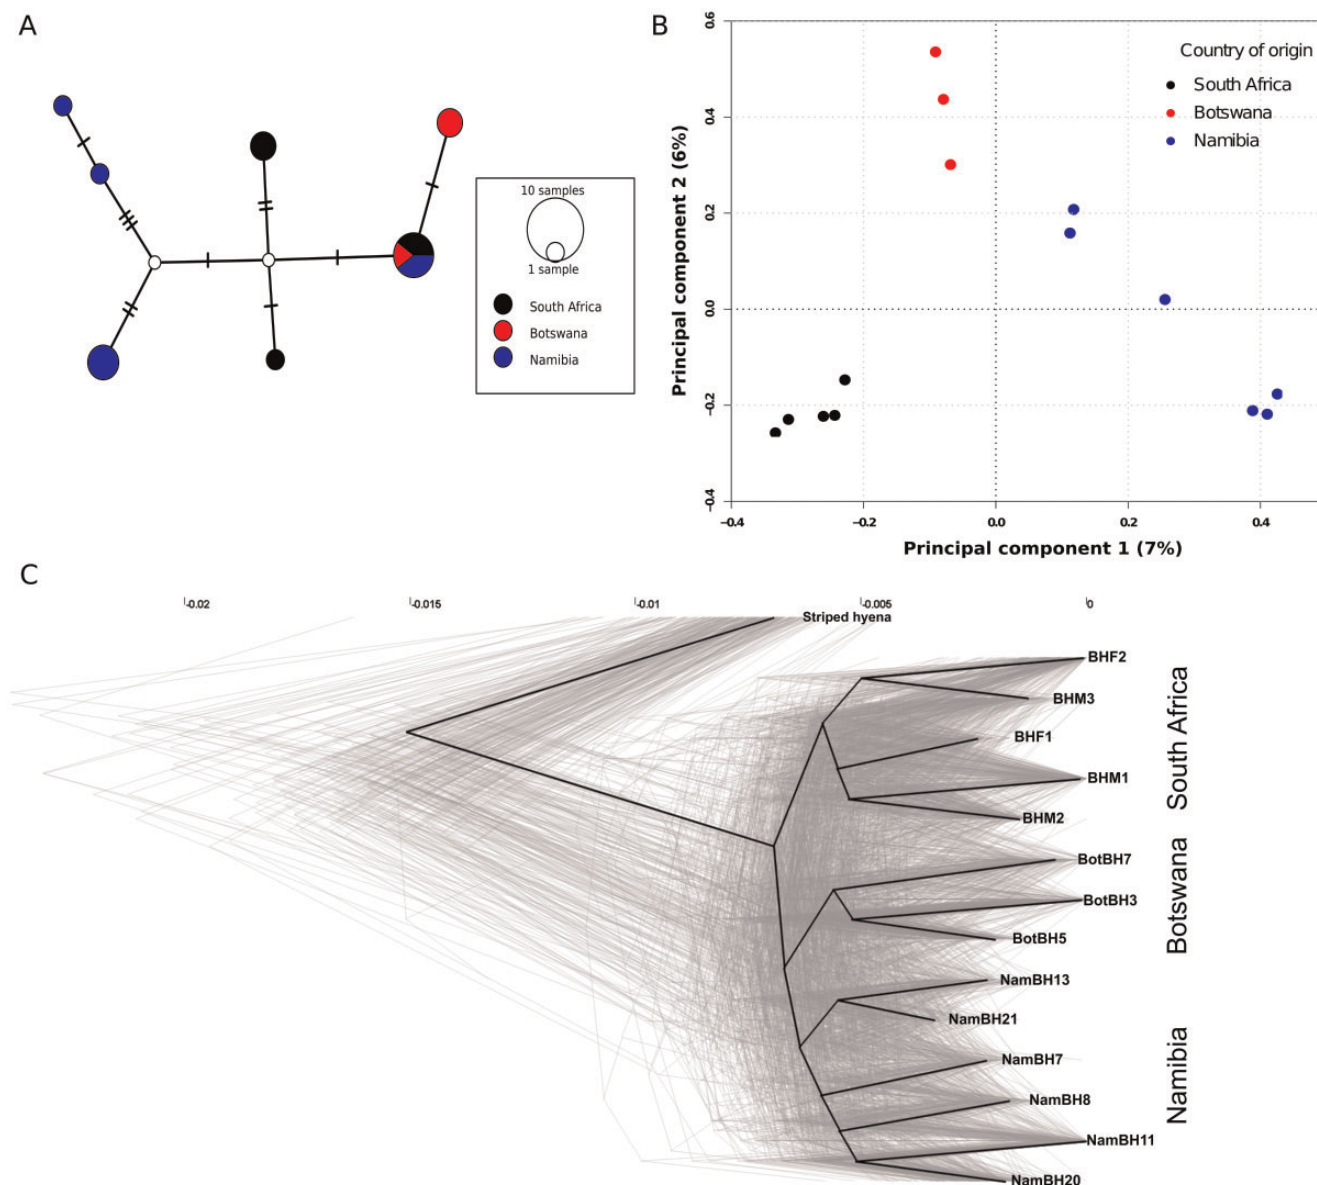 A
10 samples
1 sample
South Africa
Botswana
Namibia
B
Country of origin
South Africa
Botswana
Namibia
Principal component 2 (6%)
0.6
0.4
0.2
0.0
−0.2
−0.4
−0.4
−0.2
0.0
0.2
0.4
Principal component 1 (7%)
C
-0.02
-0.015
-0.01
-0.005
0
Striped hyena
BHF2
BHM3
BHF1
BHM1
BHM2
BotBH7
BotBH3
BotBH5
NamBH13
NamBH21
NamBH7
NamBH8
NamBH11
NamBH20
South Africa
Botswana
Namibia